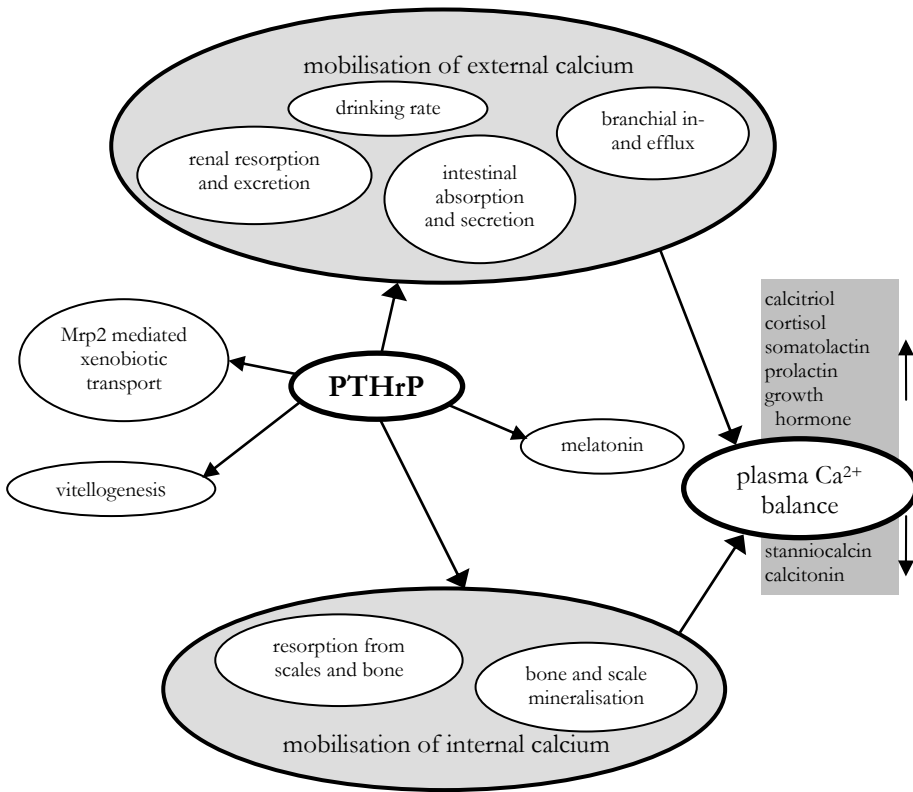 mobilisation of external calcium
drinking rate
branchial in-
and efflux
renal resorption
and excretion
intestinal
absorption
and secretion
calcitriol
cortisol
somatolactin
prolactin
growth
hormone
Mrp2 mediated
xenobiotic
transport
PTHrP
melatonin
vitellogenesis
plasma Ca²⁺
balance
stanniocalcin
calcitonin
resorption from
scales and bone
bone and scale
mineralisation
mobilisation of internal calcium